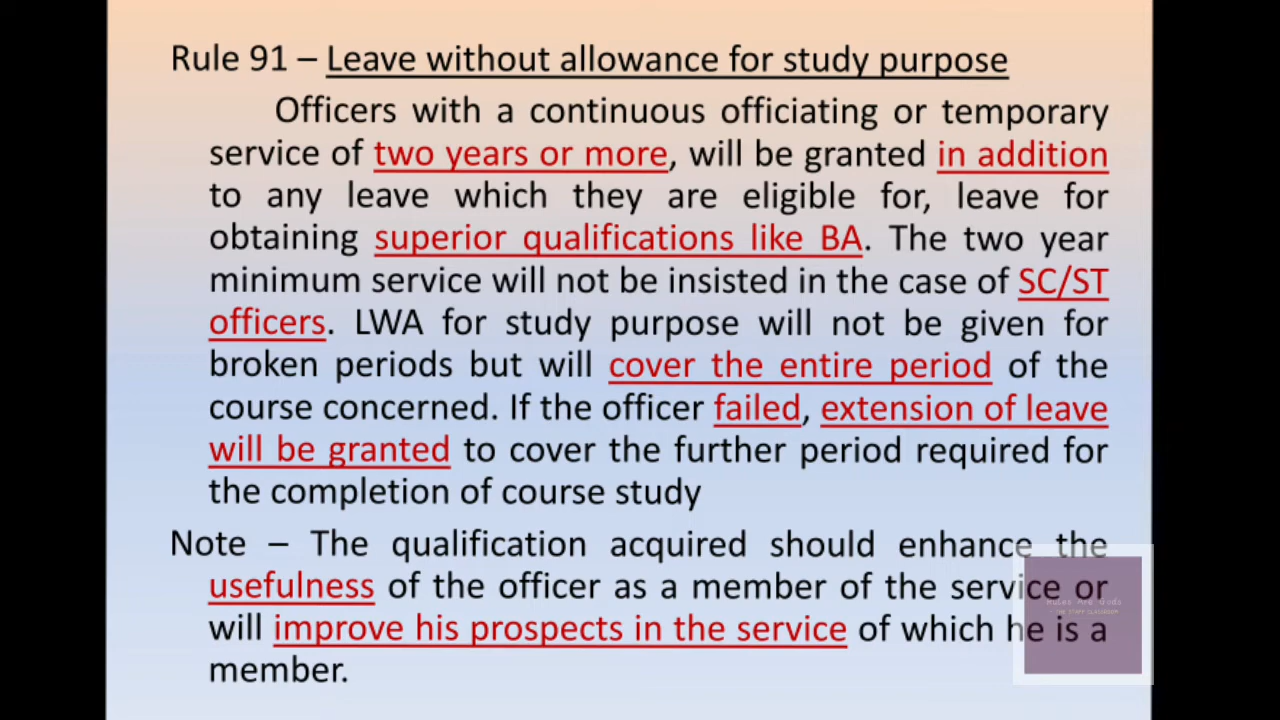 Rule 91 – Leave without allowance for study purpose
Officers with a continuous officiating or temporary
service of two years or more, will be granted in addition
to any leave which they are eligible for, leave for
obtaining superior qualifications like BA. The two year
minimum service will not be insisted in the case of SC/ST
officers. LWA for study purpose will not be given for
broken periods but will cover the entire period of the
course concerned. If the officer failed, extension of leave
will be granted to cover the further period required for
the completion of course study
Note – The qualification acquired should enhance the
usefulness of the officer as a member of the service or
will improve his prospects in the service of which he is a
member.